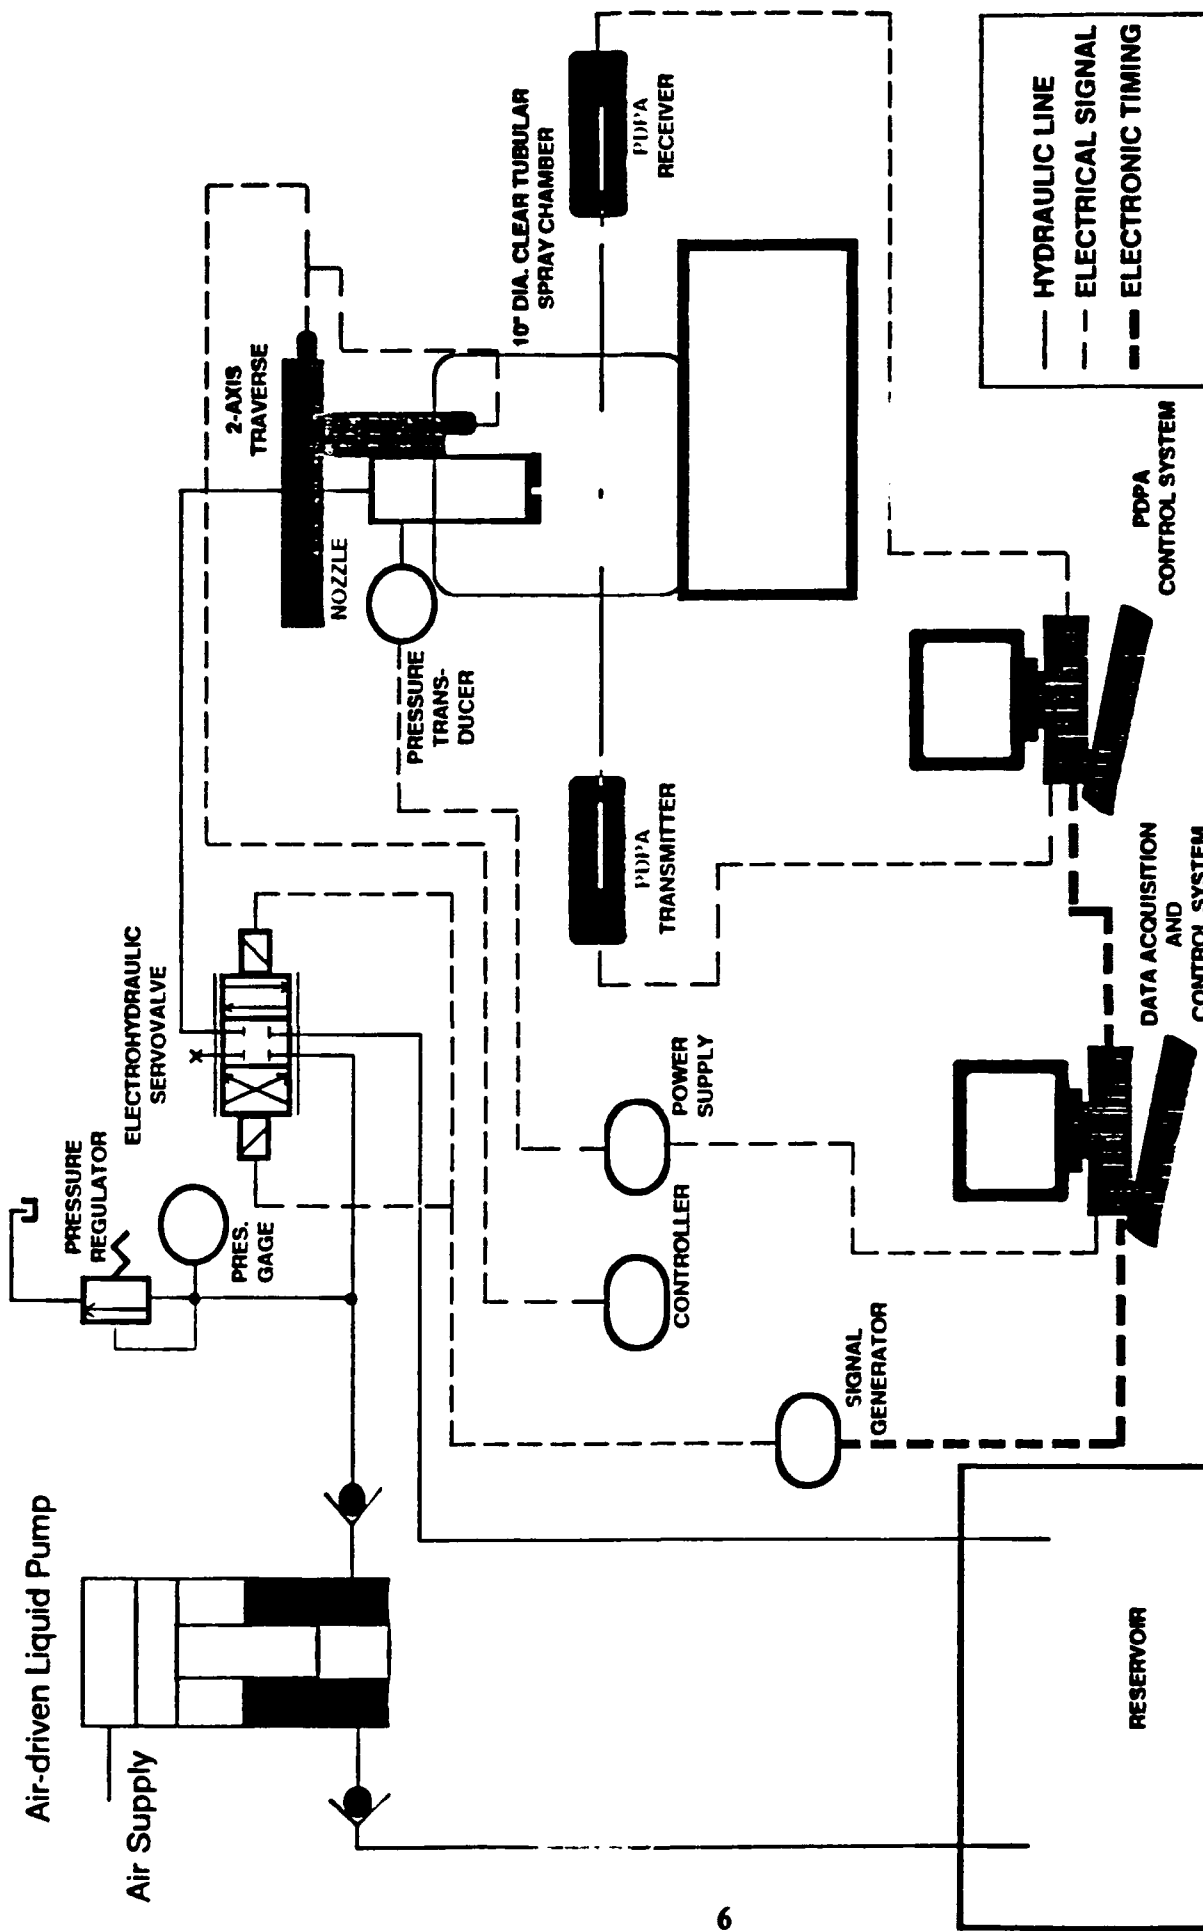 Air-driven Liquid Pump
Air Supply
PRESSURE
REGULATOR
PRES.
GAGE
ELECTROHYDRAULIC
SERVOVALVE
2-AXIS
TRAVERSE
NOZZLE
PRESSURE
TRANS-
DUCER
10" DIA. CLEAR TUBULAR
SPRAY CHAMBER
PDPA
RECEIVER
PDPA
TRANSMITTER
POWER
SUPPLY
CONTROLLER
SIGNAL
GENERATOR
RESERVOIR
DATA ACQUISITION
AND
CONTROL SYSTEM
PDPA
CONTROL SYSTEM
HYDRAULIC LINE
ELECTRICAL SIGNAL
ELECTRONIC TIMING
6